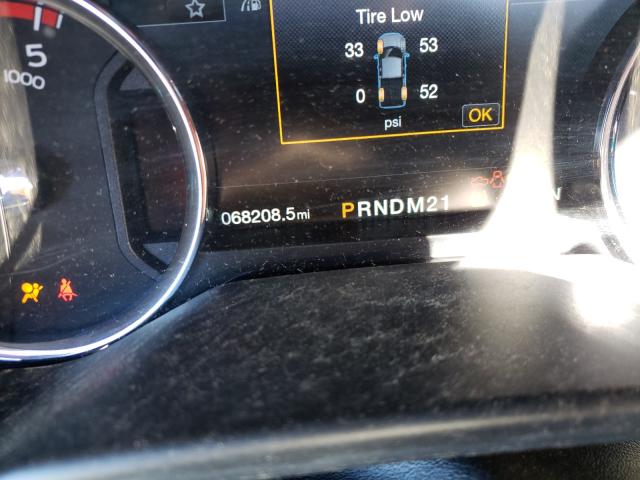 Tire Low
33 53
5
1000
0 52
psi OK
068208.5mi PRNDM21 N